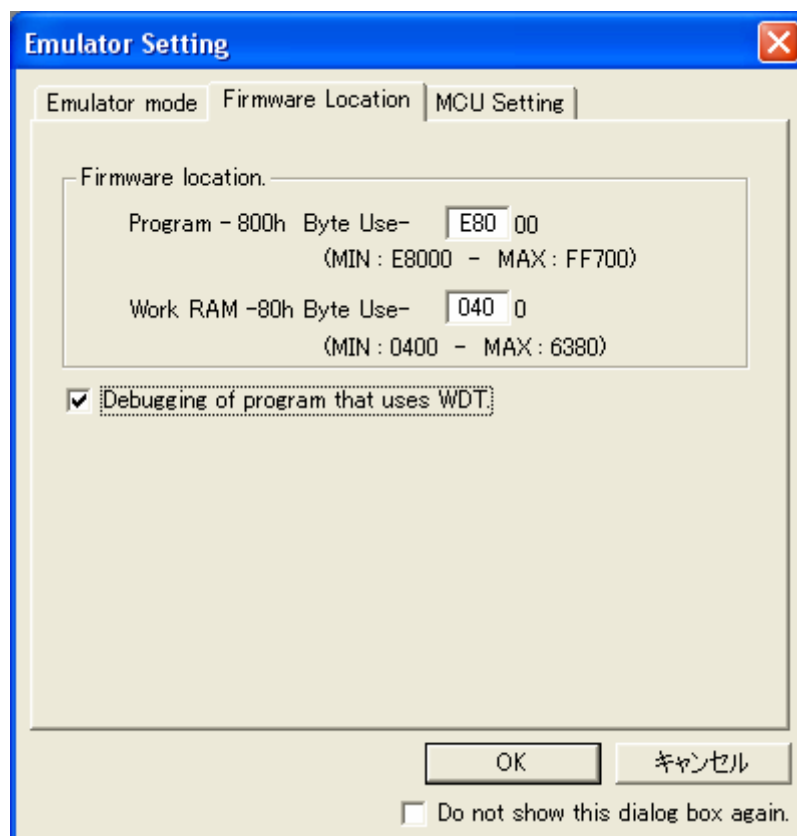 Emulator Setting
Emulator mode Firmware Location MCU Setting
Firmware location.
Program - 800h Byte Use- E80 00
(MIN : E8000 - MAX : FF700)
Work RAM -80h Byte Use- 040 0
(MIN : 0400 - MAX : 6380)
Debugging of program that uses WDT.
OK キャンセル
Do not show this dialog box again.